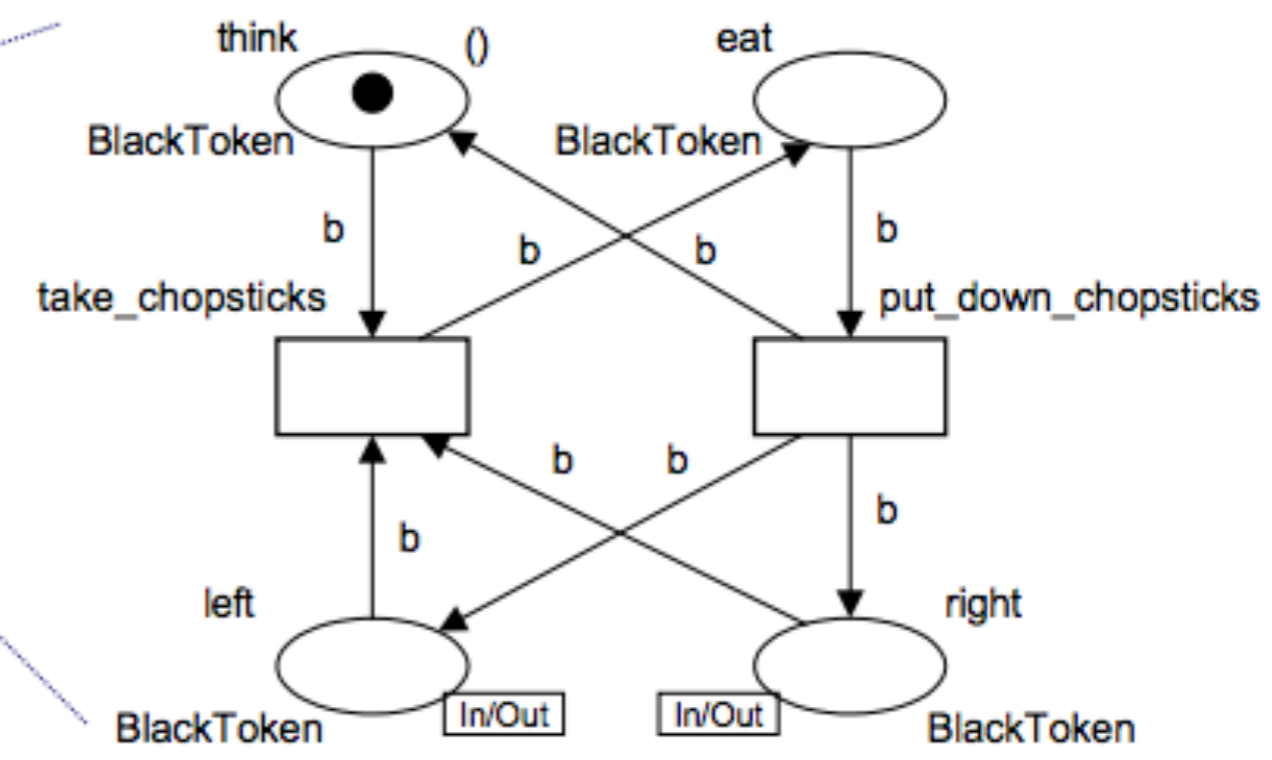 think
()
eat
BlackToken
BlackToken
b
b
b
b
take_chopsticks
put_down_chopsticks
b
b
b
b
left
right
In/Out
In/Out
BlackToken
BlackToken